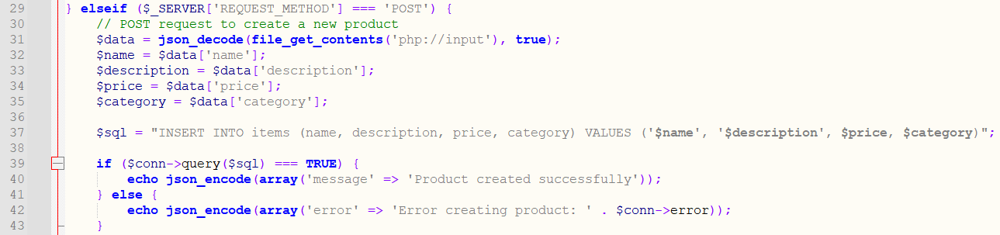 29 } elseif ($_SERVER['REQUEST_METHOD'] === 'POST') {
30     // POST request to create a new product
31     $data = json_decode(file_get_contents('php://input'), true);
32     $name = $data['name'];
33     $description = $data['description'];
34     $price = $data['price'];
35     $category = $data['category'];
36
37     $sql = "INSERT INTO items (name, description, price, category) VALUES ('$name', '$description', $price, $category)";
38
39     if ($conn->query($sql) === TRUE) {
40         echo json_encode(array('message' => 'Product created successfully'));
41     } else {
42         echo json_encode(array('error' => 'Error creating product: ' . $conn->error));
43     }